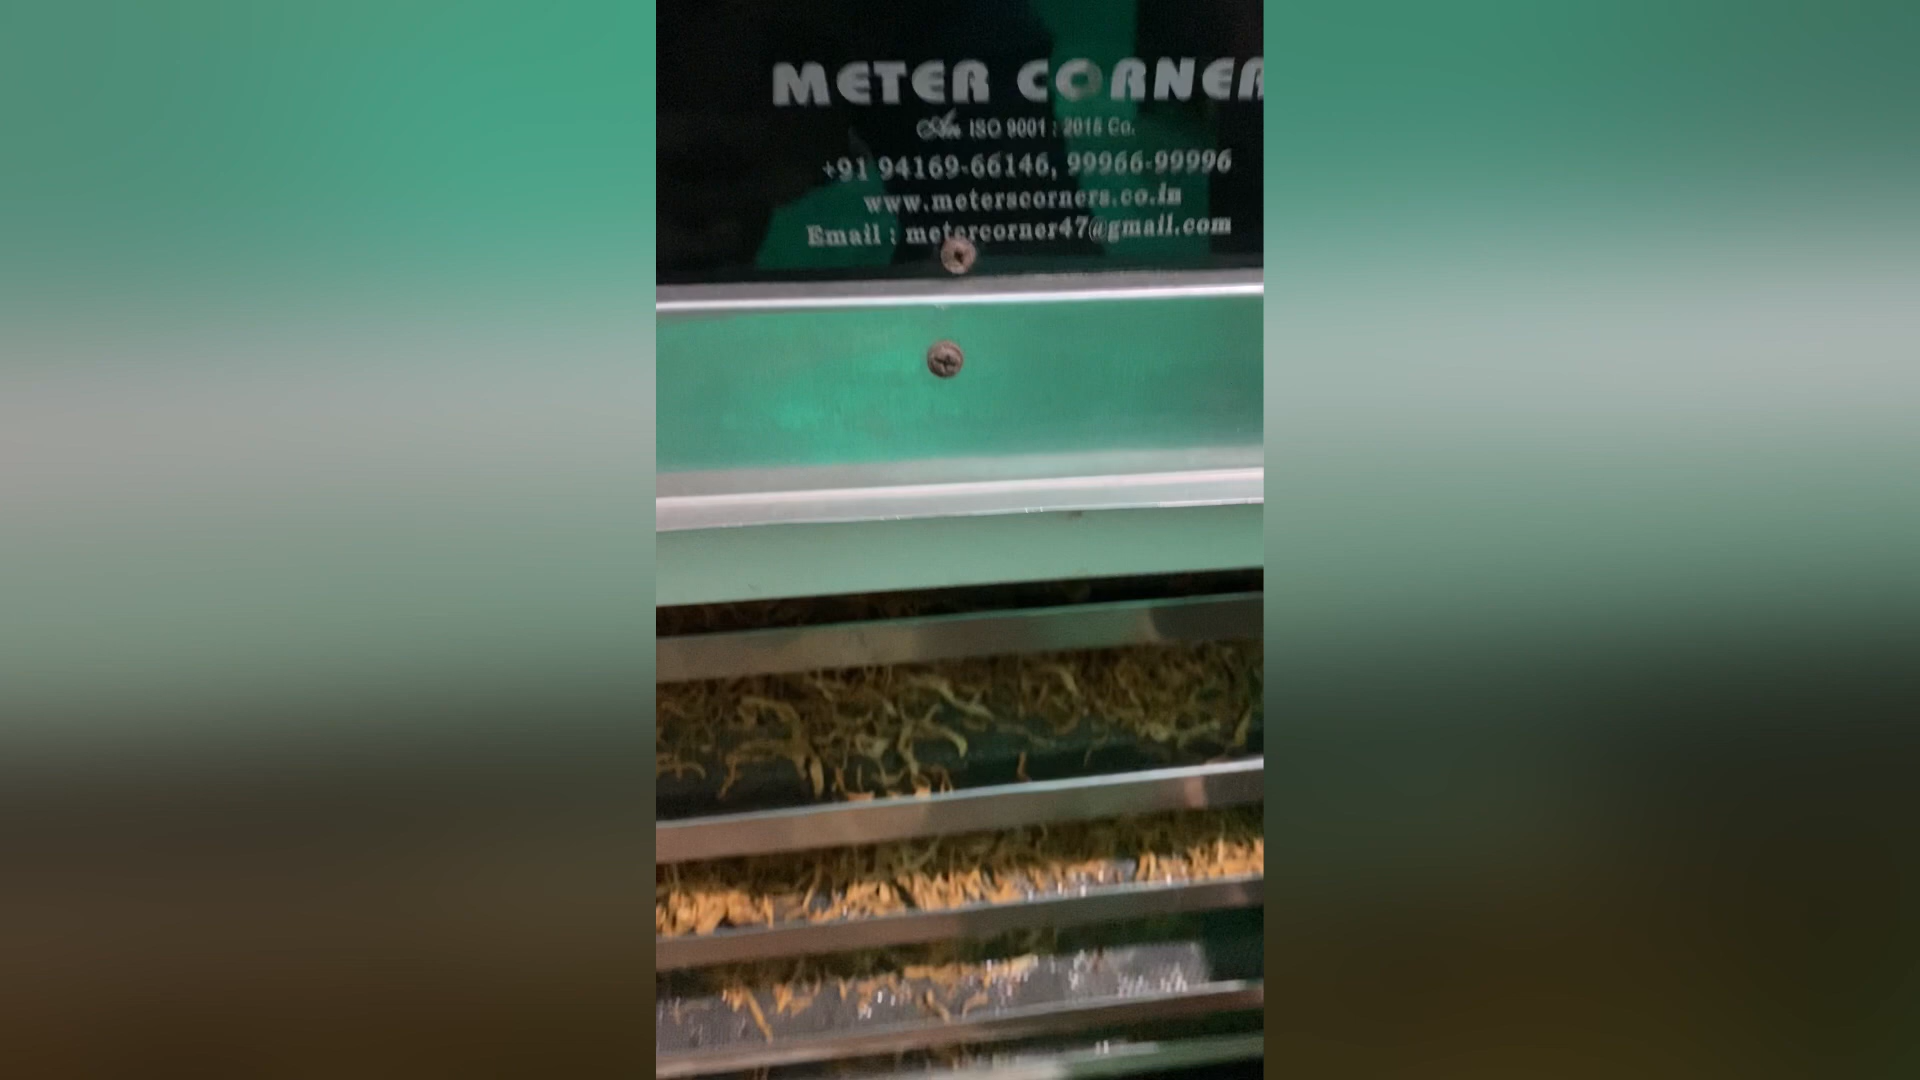 METER CORNER
An ISO 9001 : 2015 Co.
+91 94169-66146, 99966-99996
www.meterscorners.co.in
Email : metercorner47@gmail.com